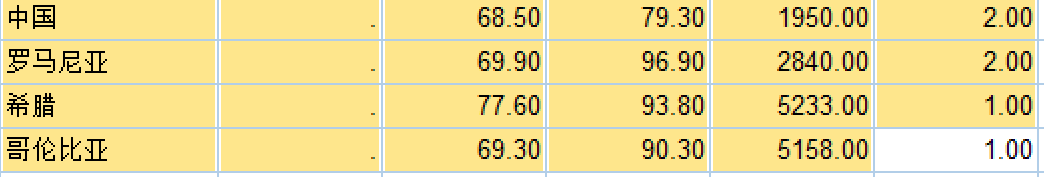 中国 . 68.50 79.30 1950.00 2.00
罗马尼亚 . 69.90 96.90 2840.00 2.00
希腊 . 77.60 93.80 5233.00 1.00
哥伦比亚 . 69.30 90.30 5158.00 1.00